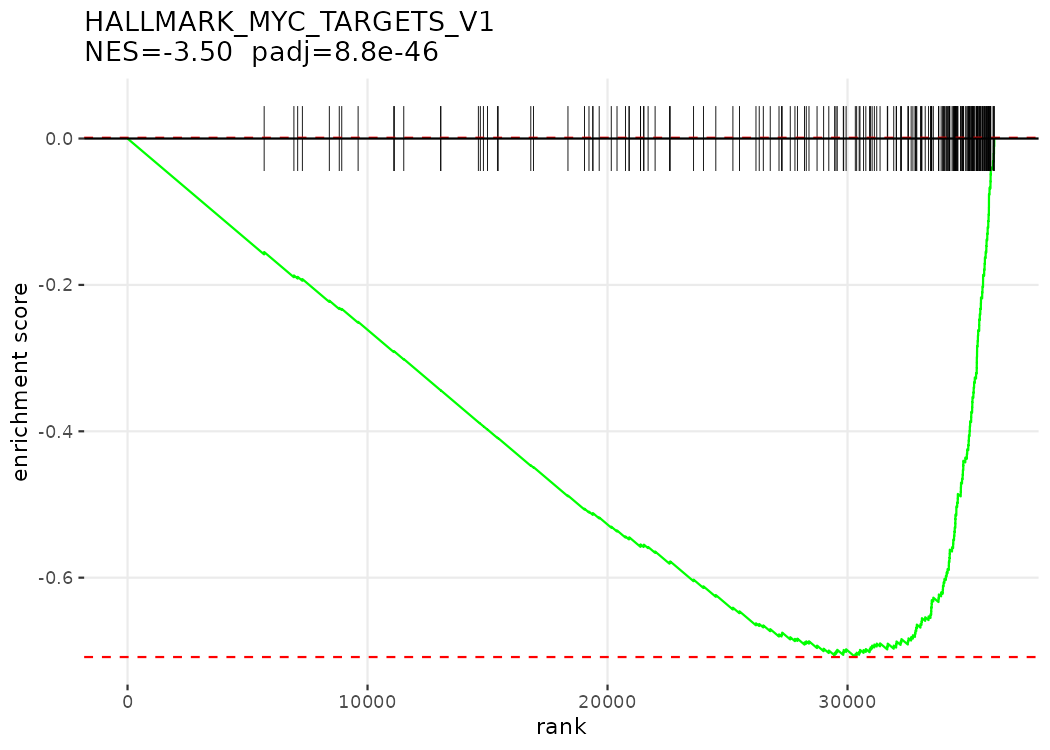 HALLMARK_MYC_TARGETS_V1
NES=-3.50 padj=8.8e-46
enrichment score
0.0
-0.2
-0.4
-0.6
0 10000 20000 30000
rank